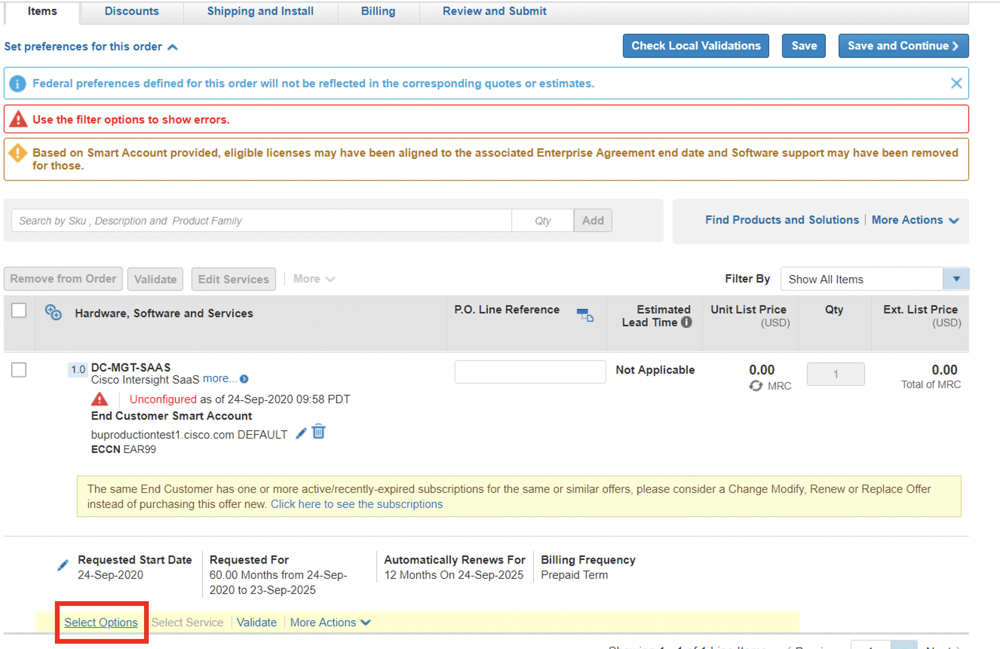 Items
Discounts
Shipping and Install
Billing
Review and Submit
Set preferences for this order
Check Local Validations
Save
Save and Continue
Federal preferences defined for this order will not be reflected in the corresponding quotes or estimates.
Use the filter options to show errors.
Based on Smart Account provided, eligible licenses may have been aligned to the associated Enterprise Agreement end date and Software support may have been removed
for those.
Search by Sku , Description and Product Family
Qty
Add
Find Products and Solutions
More Actions
Remove from Order
Validate
Edit Services
More
Filter By
Show All Items
Hardware, Software and Services
P.O. Line Reference
Estimated
Lead Time
Unit List Price
(USD)
Qty
Ext. List Price
(USD)
1.0
DC-MGT-SAAS
Cisco Intersight SaaS more...
Not Applicable
0.00
MRC
1
0.00
Total of MRC
Unconfigured as of 24-Sep-2020 09:58 PDT
End Customer Smart Account
buproductiontest1.cisco.com DEFAULT
ECCN EAR99
The same End Customer has one or more active/recently-expired subscriptions for the same or similar offers, please consider a Change Modify, Renew or Replace Offer
instead of purchasing this offer new. Click here to see the subscriptions
Requested Start Date
24-Sep-2020
Requested For
60.00 Months from 24-Sep-
2020 to 23-Sep-2025
Automatically Renews For
12 Months On 24-Sep-2025
Billing Frequency
Prepaid Term
Select Options
Select Service
Validate
More Actions